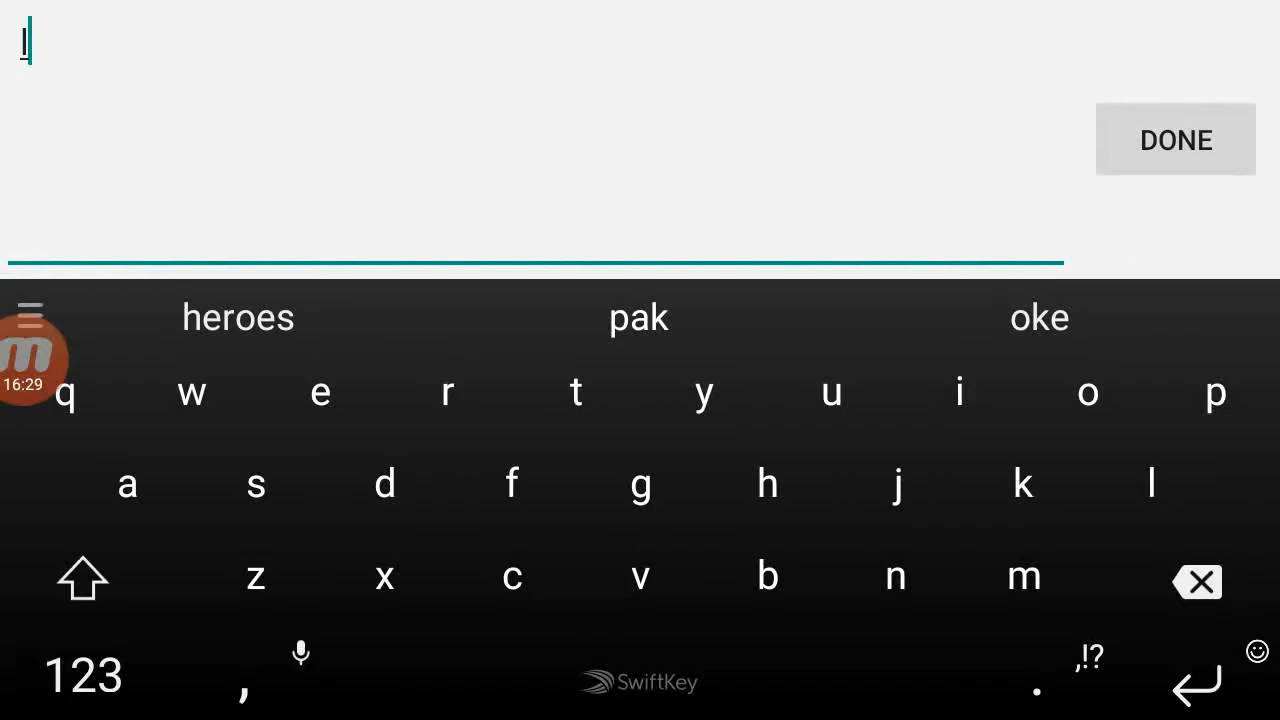 I
DONE
heroes pak oke
16:29
q w e r t y u i o p
a s d f g h j k l
z x c v b n m
123 , SwiftKey . ,!?